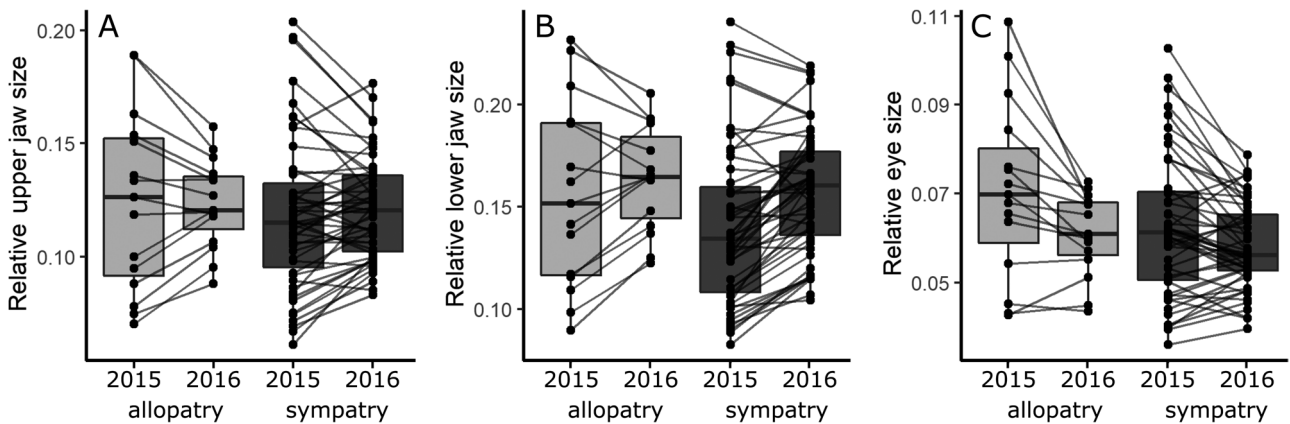 A
Relative upper jaw size
0.20
0.15
0.10
2015 2016 2015 2016
allopatry sympatry
B
Relative lower jaw size
0.20
0.15
0.10
2015 2016 2015 2016
allopatry sympatry
C
Relative eye size
0.11
0.09
0.07
0.05
2015 2016 2015 2016
allopatry sympatry